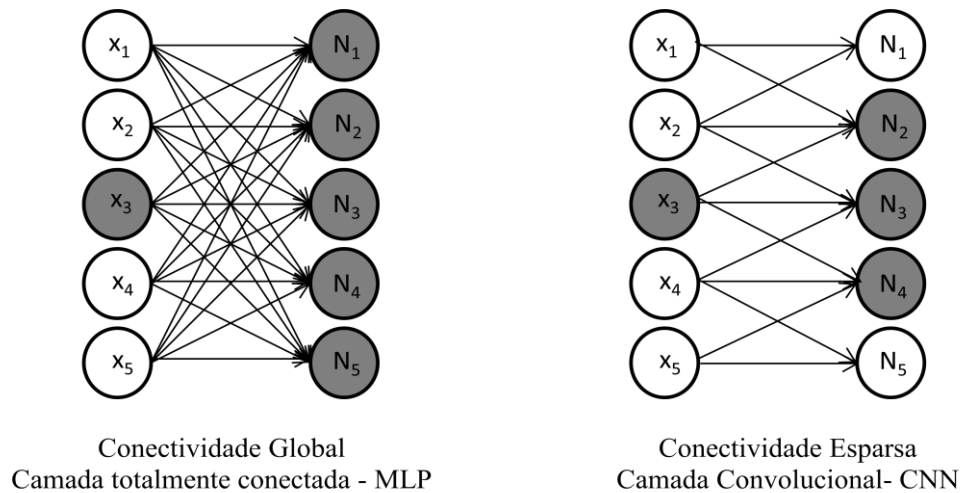 x1 N1 x1 N1
x2 N2 x2 N2
x3 N3 x3 N3
x4 N4 x4 N4
x5 N5 x5 N5
Conectividade Global
Camada totalmente conectada - MLP
Conectividade Esparsa
Camada Convolucional- CNN